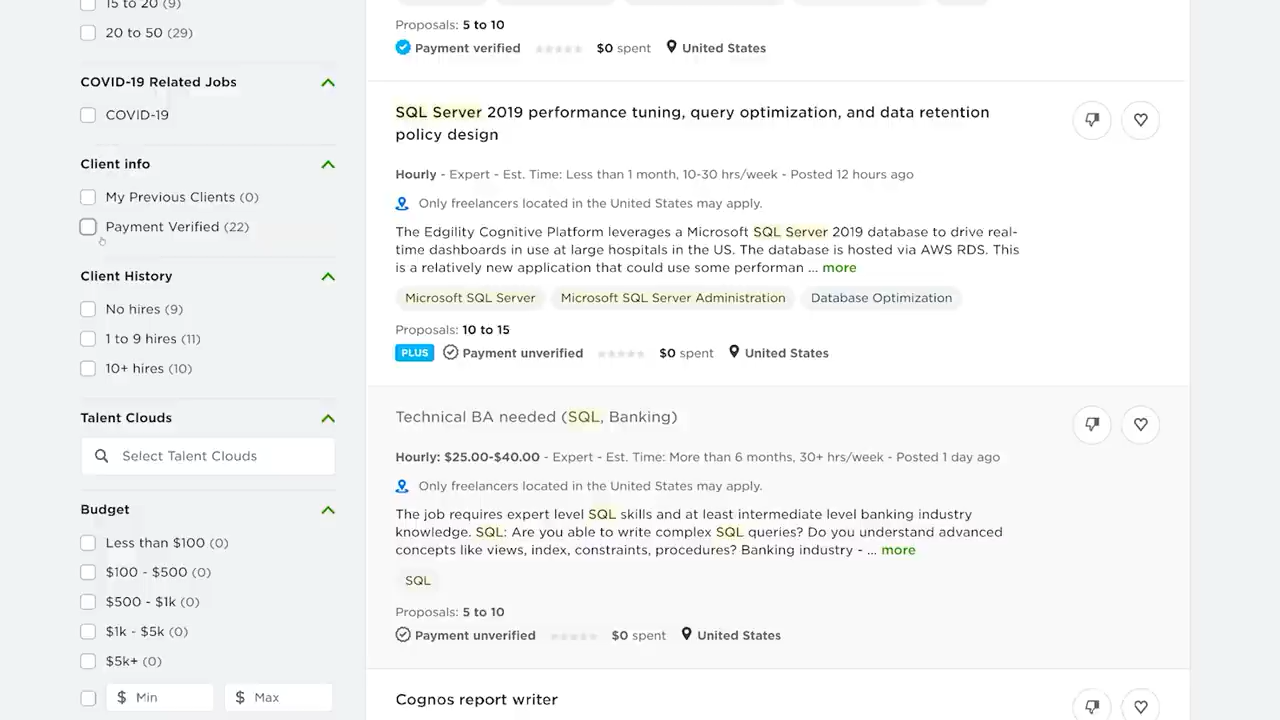 15 to 20 (9)
20 to 50 (29)
COVID-19 Related Jobs
COVID-19
Client info
My Previous Clients (0)
Payment Verified (22)
Client History
No hires (9)
1 to 9 hires (11)
10+ hires (10)
Talent Clouds
Select Talent Clouds
Budget
Less than $100 (0)
$100 - $500 (0)
$500 - $1k (0)
$1k - $5k (0)
$5k+ (0)
$ Min $ Max
Proposals: 5 to 10
Payment verified $0 spent United States
SQL Server 2019 performance tuning, query optimization, and data retention
policy design
Hourly - Expert - Est. Time: Less than 1 month, 10-30 hrs/week - Posted 12 hours ago
Only freelancers located in the United States may apply.
The Edgility Cognitive Platform leverages a Microsoft SQL Server 2019 database to drive real-
time dashboards in use at large hospitals in the US. The database is hosted via AWS RDS. This
is a relatively new application that could use some performan ... more
Microsoft SQL Server Microsoft SQL Server Administration Database Optimization
Proposals: 10 to 15
PLUS Payment unverified $0 spent United States
Technical BA needed (SQL, Banking)
Hourly: $25.00-$40.00 - Expert - Est. Time: More than 6 months, 30+ hrs/week - Posted 1 day ago
Only freelancers located in the United States may apply.
The job requires expert level SQL skills and at least intermediate level banking industry
knowledge. SQL: Are you able to write complex SQL queries? Do you understand advanced
concepts like views, index, constraints, procedures? Banking industry - ... more
SQL
Proposals: 5 to 10
Payment unverified $0 spent United States
Cognos report writer